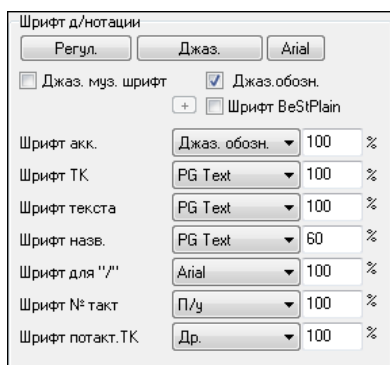 Шрифт д/нотации
Регул. Джаз. Arial
Джаз. муз. шрифт Джаз.обозн.
+ Шрифт BeStPlain
Шрифт акк. Джаз. обозн. 100 %
Шрифт ТК PG Text 100 %
Шрифт текста PG Text 100 %
Шрифт назв. PG Text 60 %
Шрифт для "/" Arial 100 %
Шрифт № такт П/у 100 %
Шрифт потакт.ТК Др. 100 %